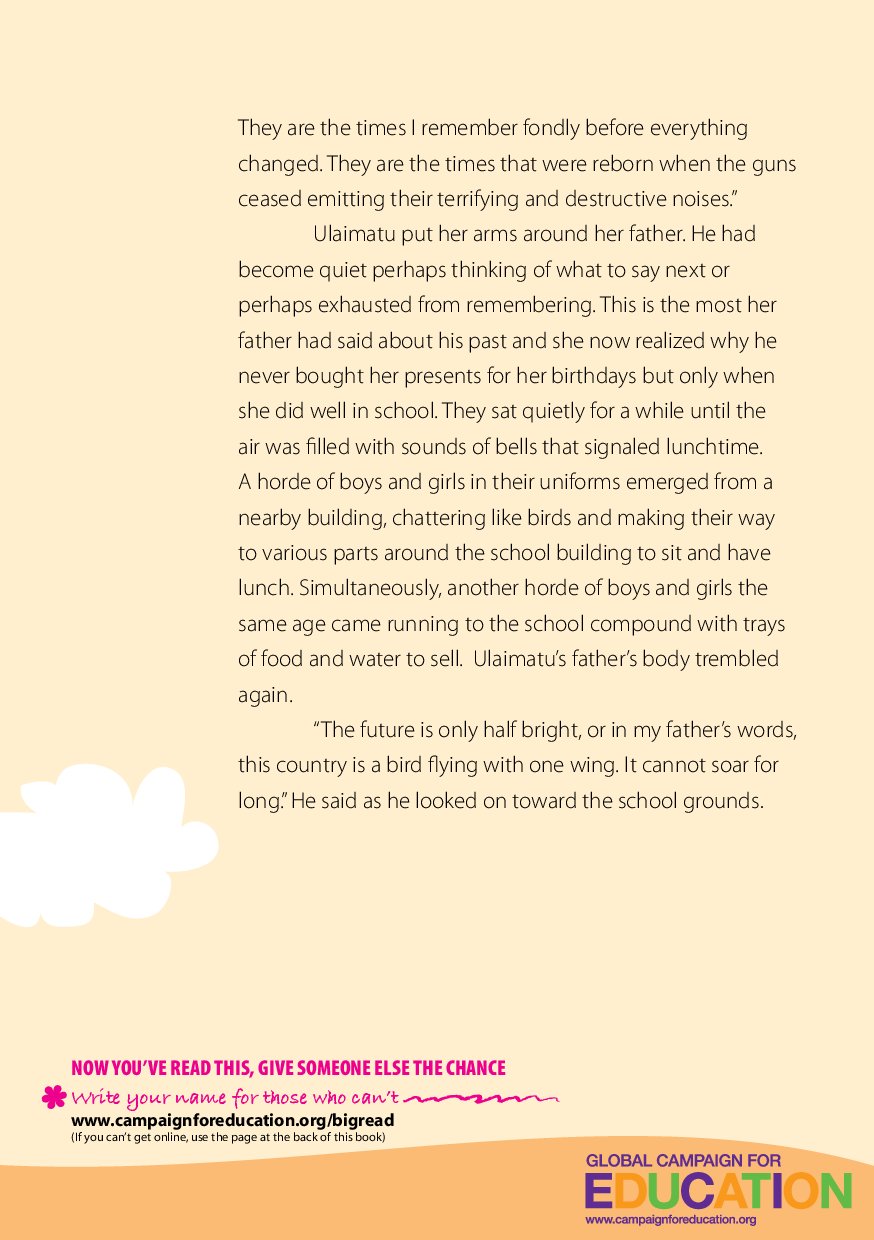 They are the times I remember fondly before everything
changed. They are the times that were reborn when the guns
ceased emitting their terrifying and destructive noises.”
Ulaimatu put her arms around her father. He had
become quiet perhaps thinking of what to say next or
perhaps exhausted from remembering. This is the most her
father had said about his past and she now realized why he
never bought her presents for her birthdays but only when
she did well in school. They sat quietly for a while until the
air was filled with sounds of bells that signaled lunchtime.
A horde of boys and girls in their uniforms emerged from a
nearby building, chattering like birds and making their way
to various parts around the school building to sit and have
lunch. Simultaneously, another horde of boys and girls the
same age came running to the school compound with trays
of food and water to sell.  Ulaimatu’s father’s body trembled
again.
“The future is only half bright, or in my father’s words,
this country is a bird flying with one wing. It cannot soar for
long.” He said as he looked on toward the school grounds.
NOW YOU’VE READ THIS, GIVE SOMEONE ELSE THE CHANCE
Write your name for those who can’t
www.campaignforeducation.org/bigread
(If you can’t get online, use the page at the back of this book)
GLOBAL CAMPAIGN FOR
EDUCATION
www.campaignforeducation.org